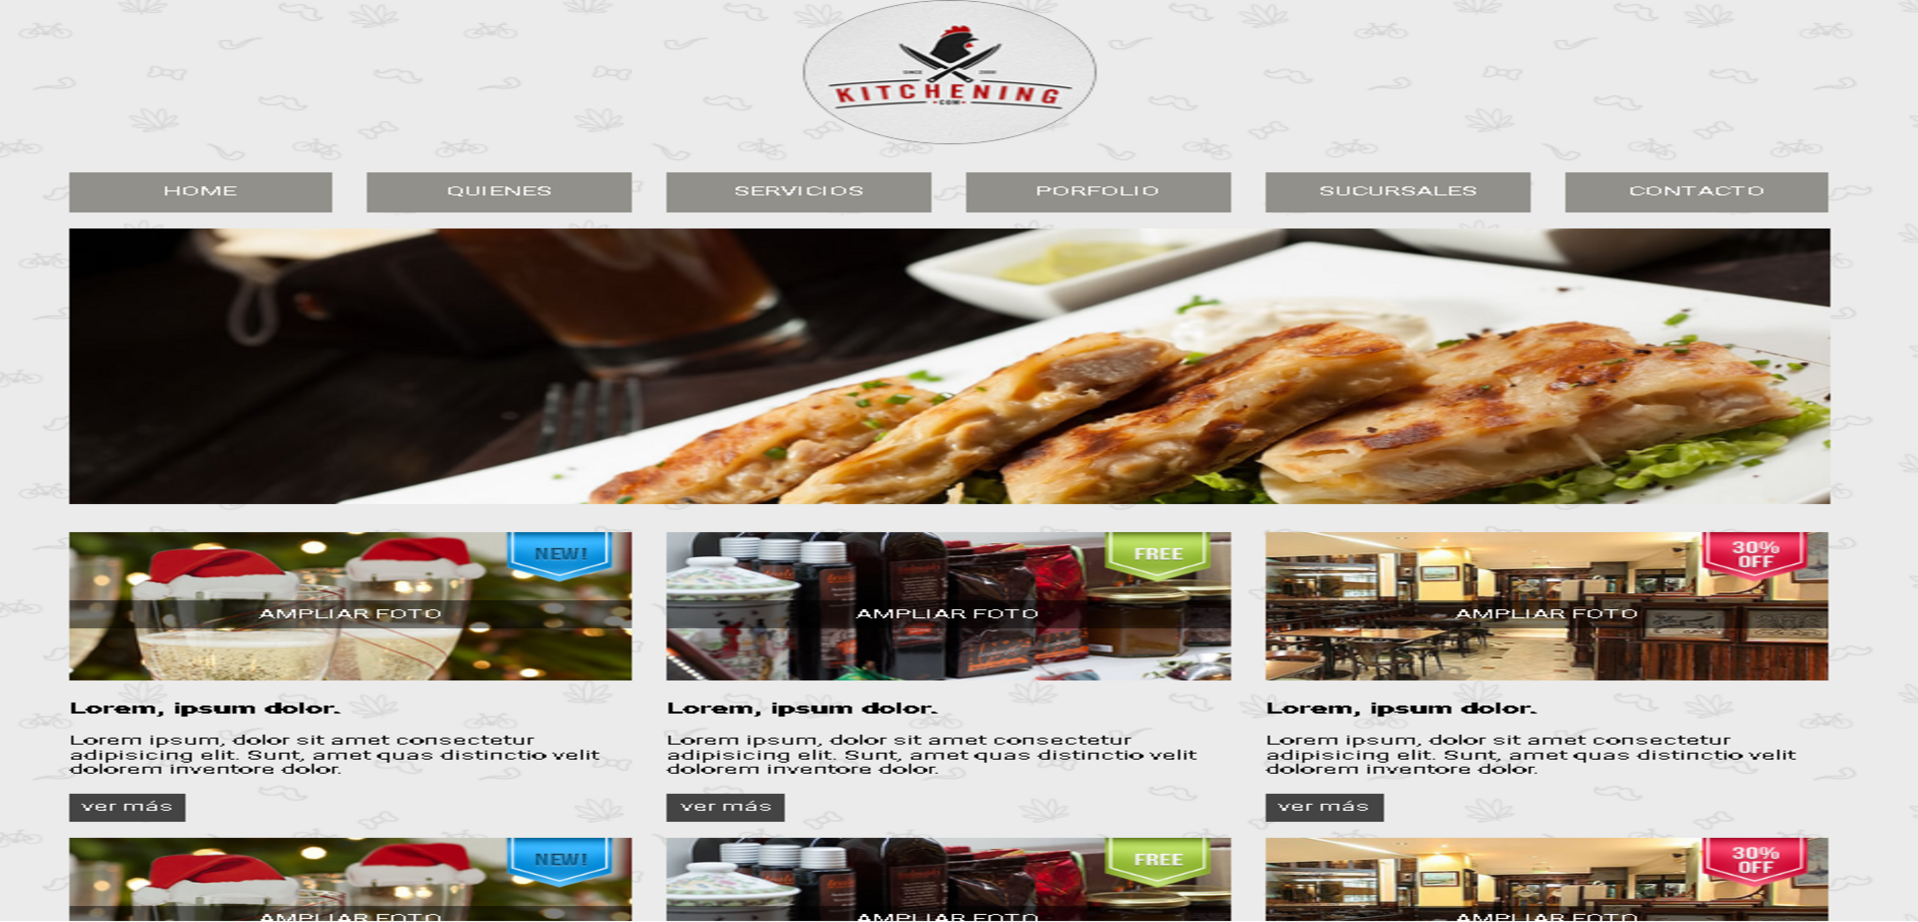 SINCE 2000
KITCHENING
•COM•
HOME
QUIENES
SERVICIOS
PORFOLIO
SUCURSALES
CONTACTO
NEW!
AMPLIAR FOTO
FREE
AMPLIAR FOTO
30%
OFF
AMPLIAR FOTO
Lorem, ipsum dolor.
Lorem ipsum, dolor sit amet consectetur
adipisicing elit. Sunt, amet quas distinctio velit
dolorem inventore dolor.
ver más
Lorem, ipsum dolor.
Lorem ipsum, dolor sit amet consectetur
adipisicing elit. Sunt, amet quas distinctio velit
dolorem inventore dolor.
ver más
Lorem, ipsum dolor.
Lorem ipsum, dolor sit amet consectetur
adipisicing elit. Sunt, amet quas distinctio velit
dolorem inventore dolor.
ver más
NEW!
AMPLIAR FOTO
FREE
AMPLIAR FOTO
30%
OFF
AMPLIAR FOTO